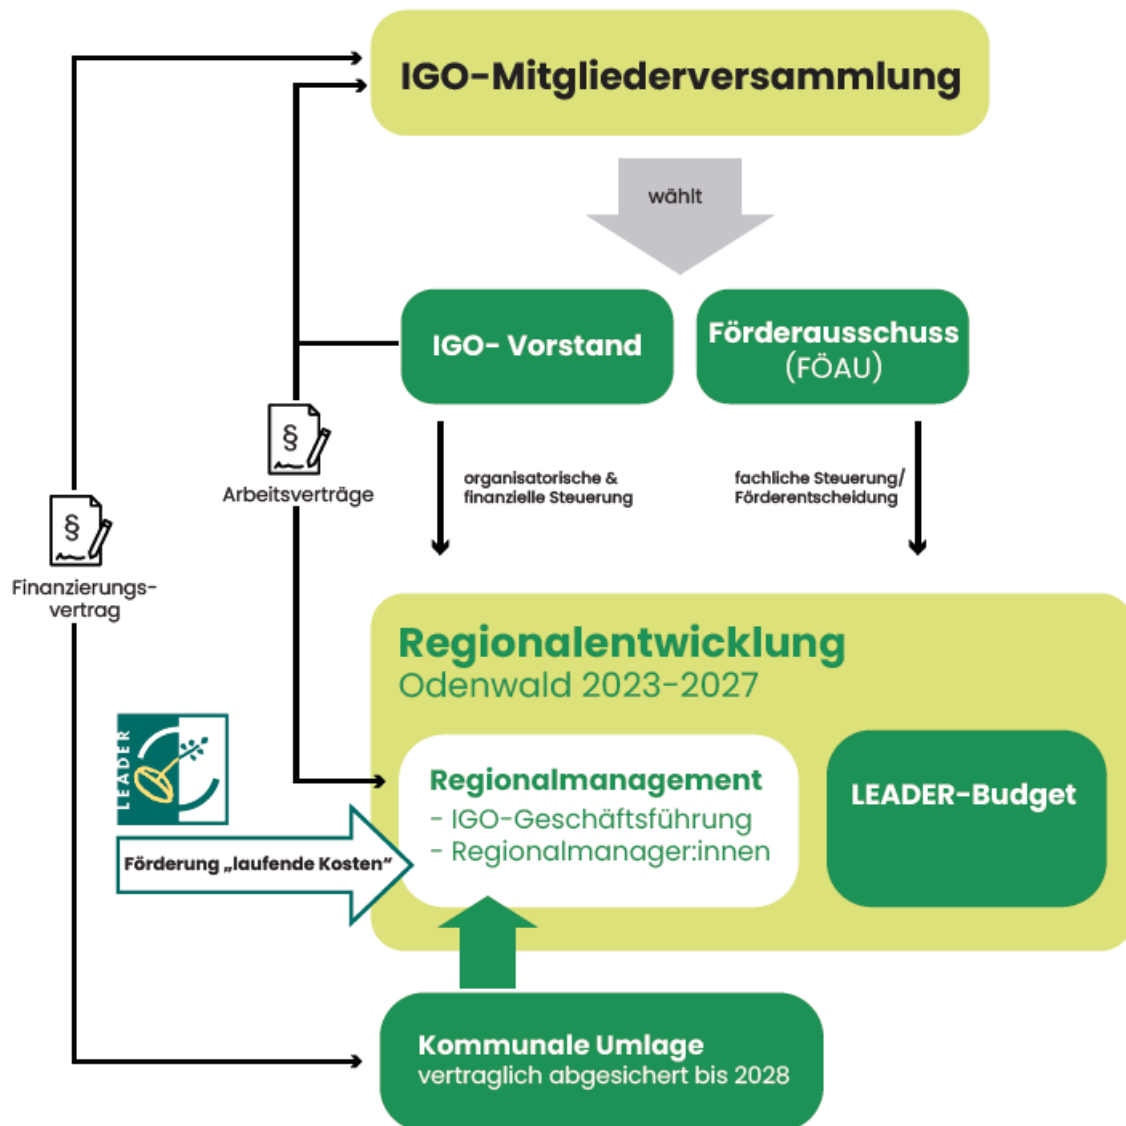 IGO-Mitgliederversammlung
wählt
IGO- Vorstand
Förderausschuss
(FÖAU)
§
Arbeitsverträge
organisatorische &
finanzielle Steuerung
fachliche Steuerung/
Förderentscheidung
§
Finanzierungs-
vertrag
Regionalentwicklung
Odenwald 2023-2027
LEADER
Regionalmanagement
- IGO-Geschäftsführung
- Regionalmanager:innen
LEADER-Budget
Förderung „laufende Kosten“
Kommunale Umlage
vertraglich abgesichert bis 2028